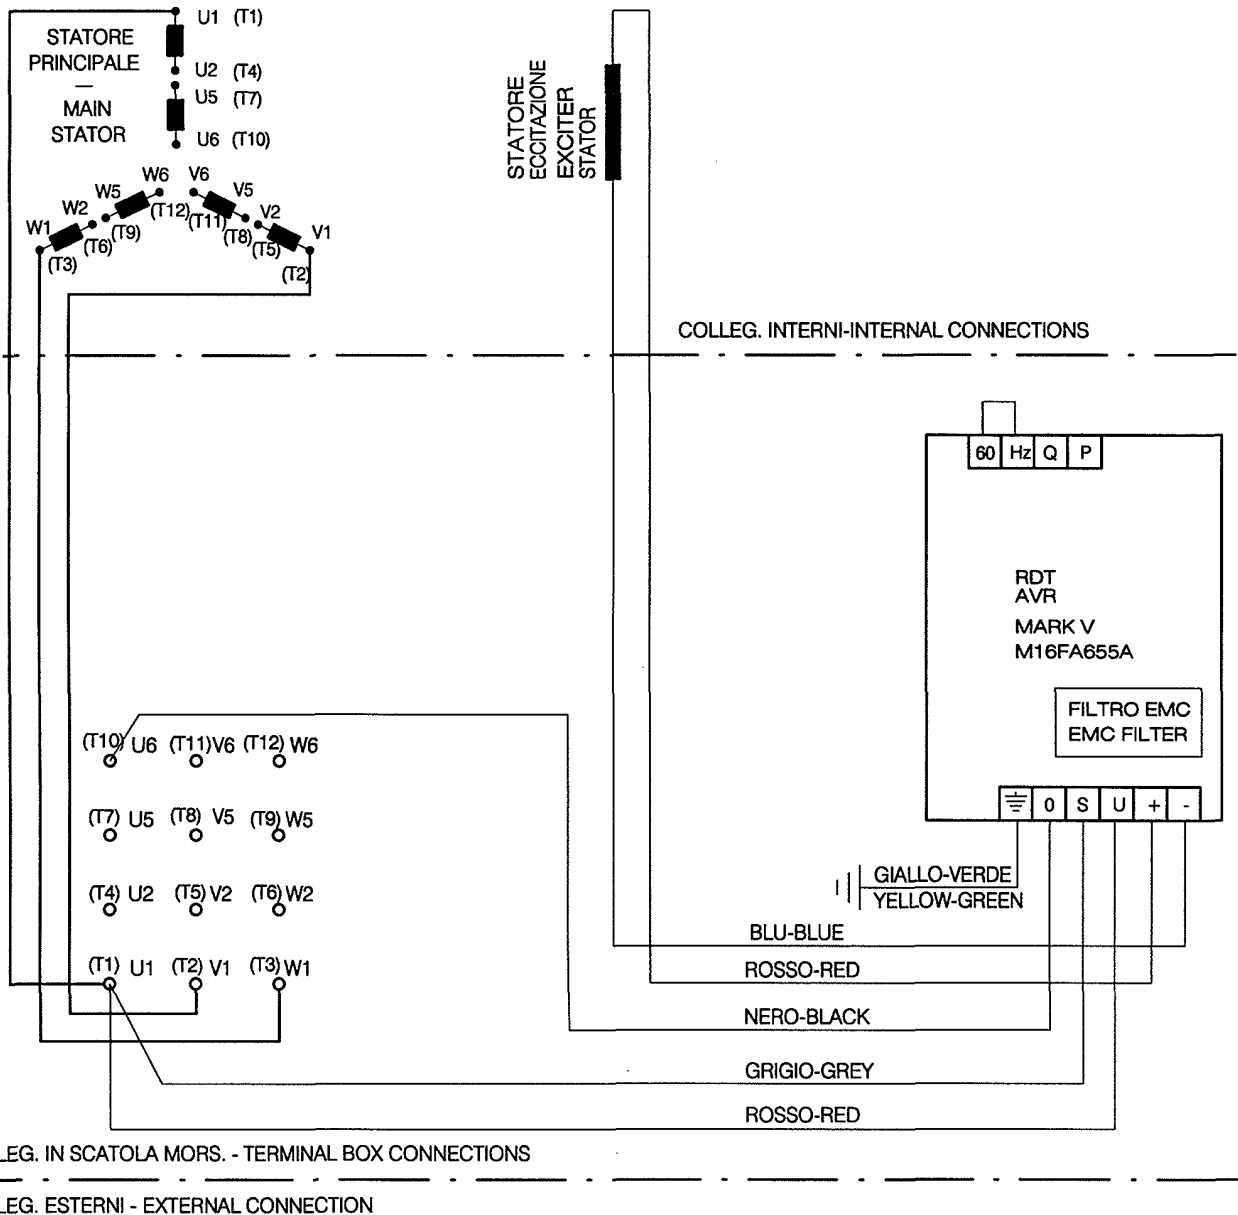 U1 (T1)
STATORE
PRINCIPALE
—
MAIN
STATOR
U2 (T4)
U5 (T7)
U6 (T10)
W6 V6
W5 V5
W2 V2
W1 V1
(T12) (T11)
(T9) (T8)
(T6) (T5)
(T3) (T2)
STATORE
ECCITAZIONE
EXCITER
STATOR
COLLEG. INTERNI-INTERNAL CONNECTIONS
60 Hz Q P
RDT
AVR
MARK V
M16FA655A
FILTRO EMC
EMC FILTER
0 S U + -
(T10) U6 (T11) V6 (T12) W6
(T7) U5 (T8) V5 (T9) W5
(T4) U2 (T5) V2 (T6) W2
(T1) U1 (T2) V1 (T3) W1
GIALLO-VERDE
YELLOW-GREEN
BLU-BLUE
ROSSO-RED
NERO-BLACK
GRIGIO-GREY
ROSSO-RED
LEG. IN SCATOLA MORS. - TERMINAL BOX CONNECTIONS
LEG. ESTERNI - EXTERNAL CONNECTION